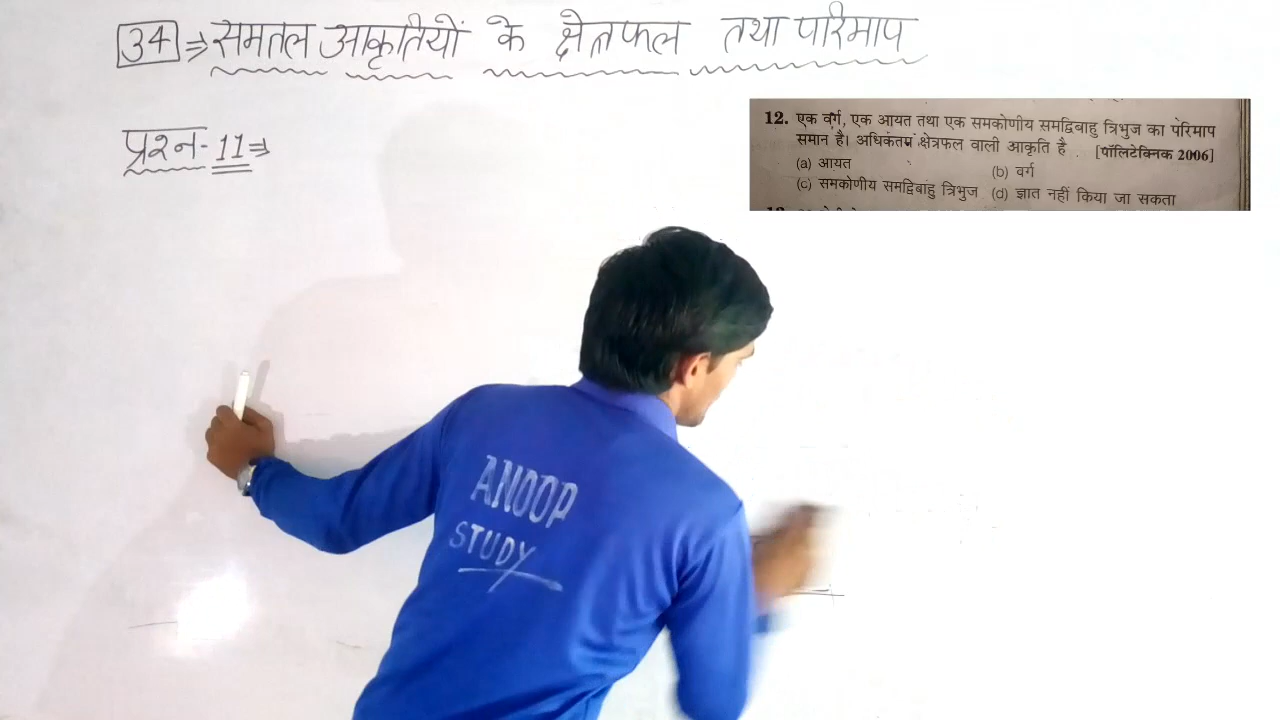 34 ⇒ समतल आकृतियों के क्षेत्रफल तथा परिमाप
प्रश्न- 11 ⇒
12. एक वर्ग, एक आयत तथा एक समकोणीय समद्विबाहु त्रिभुज का परिमाप
समान है। अधिकतम क्षेत्रफल वाली आकृति है [पॉलिटेक्निक 2006]
(a) आयत (b) वर्ग
(c) समकोणीय समद्विबाहु त्रिभुज (d) ज्ञात नहीं किया जा सकता
ANOOP
STUDY